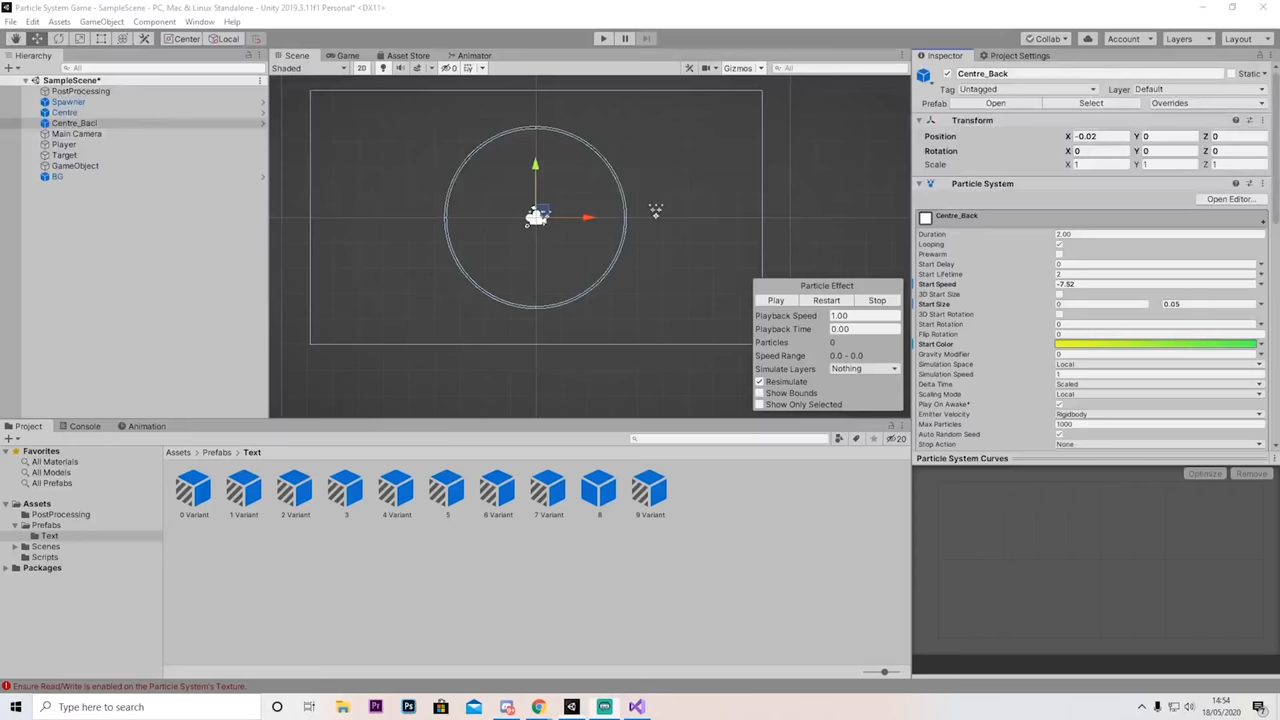 Particle System Game - SampleScene - PC, Mac & Linux Standalone - Unity 2019.3.11f1 Personal* <DX11>
File Edit Assets GameObject Component Window Help
Center Local Collab Account Layers Layout
Hierarchy Scene Game Asset Store Animator Inspector Project Settings
All Shaded 2D 0 Gizmos All
SampleScene*
PostProcessing
Spawner
Centre
Centre_Bacl
Main Camera
Player
Target
GameObject
BG
Centre_Back Static
Tag Untagged Layer Default
Prefab Open Select Overrides
Transform
Position X -0.02 Y 0 Z 0
Rotation X 0 Y 0 Z 0
Scale X 1 Y 1 Z 1
Particle System
Open Editor...
Centre_Back
Duration 2.00
Looping
Prewarm
Start Delay 0
Start Lifetime 2
Start Speed -7.52
3D Start Size
Start Size 0 0.05
3D Start Rotation
Start Rotation 0
Flip Rotation 0
Start Color
Gravity Modifier 0
Simulation Space Local
Simulation Speed 1
Delta Time Scaled
Scaling Mode Local
Play On Awake*
Emitter Velocity Rigidbody
Max Particles 1000
Auto Random Seed
Stop Action None
Particle System Curves
Optimize Remove
Particle Effect
Play Restart Stop
Playback Speed 1.00
Playback Time 0.00
Particles 0
Speed Range 0.0 - 0.0
Simulate Layers Nothing
Resimulate
Show Bounds
Show Only Selected
Project Console Animation
20
Favorites
All Materials
All Models
All Prefabs
Assets
PostProcessing
Prefabs
Text
Scenes
Scripts
Packages
Assets > Prefabs > Text
0 Variant 1 Variant 2 Variant 3 4 Variant 5 6 Variant 7 Variant 8 9 Variant
Ensure Read/Write is enabled on the Particle System's Texture.
Type here to search
14:54
18/05/2020